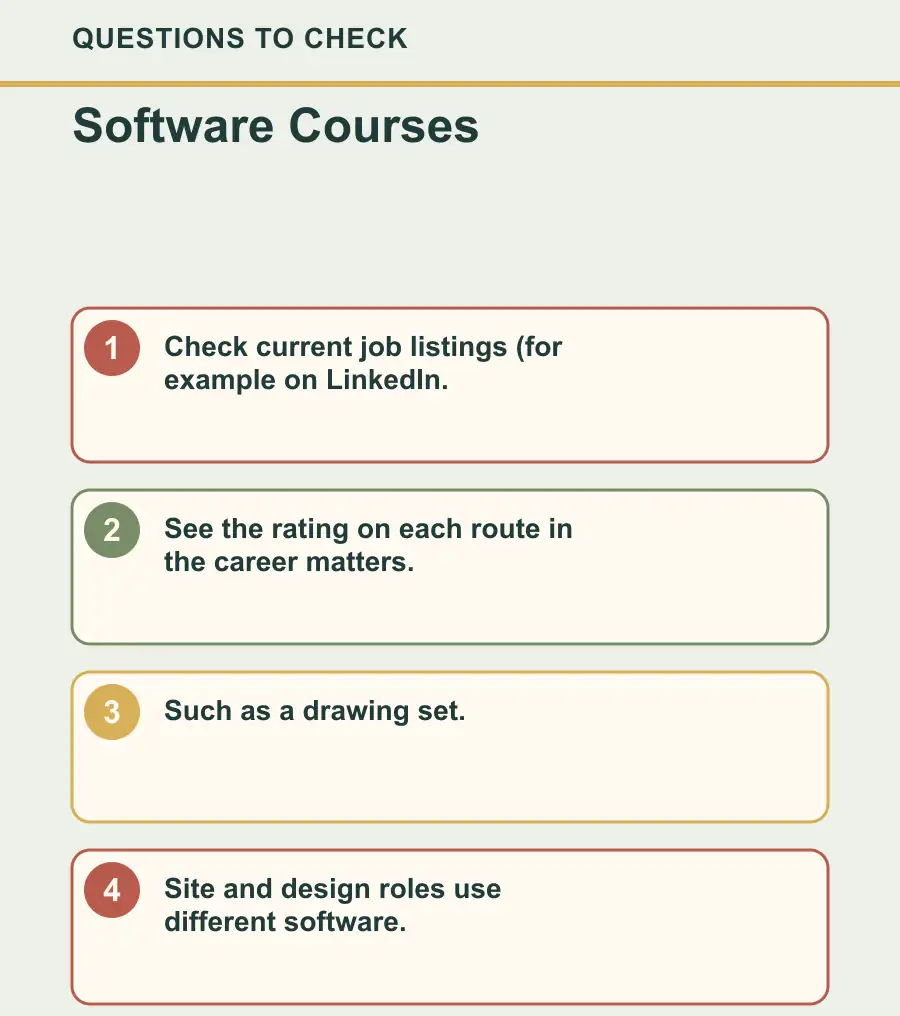 QUESTIONS TO CHECK
Software Courses
1
Check current job listings (for
example on LinkedIn.
2
See the rating on each route in
the career matters.
3
Such as a drawing set.
4
Site and design roles use
different software.